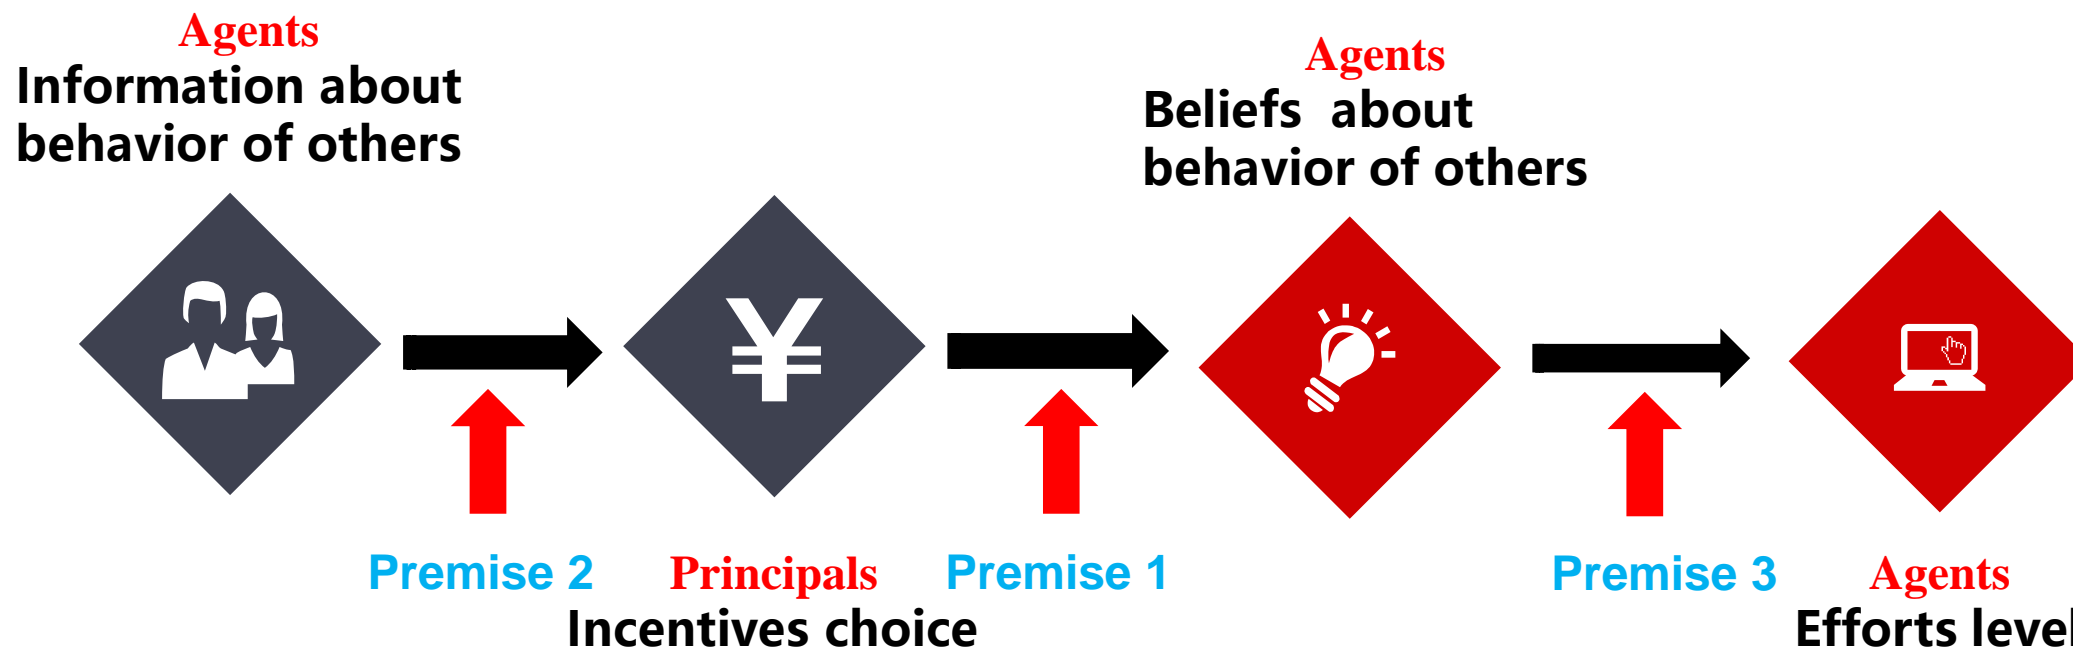 Agents
Information about
behavior of others
Agents
Beliefs about
behavior of others
¥
Premise 2
Principals
Incentives choice
Premise 1
Premise 3
Agents
Efforts level